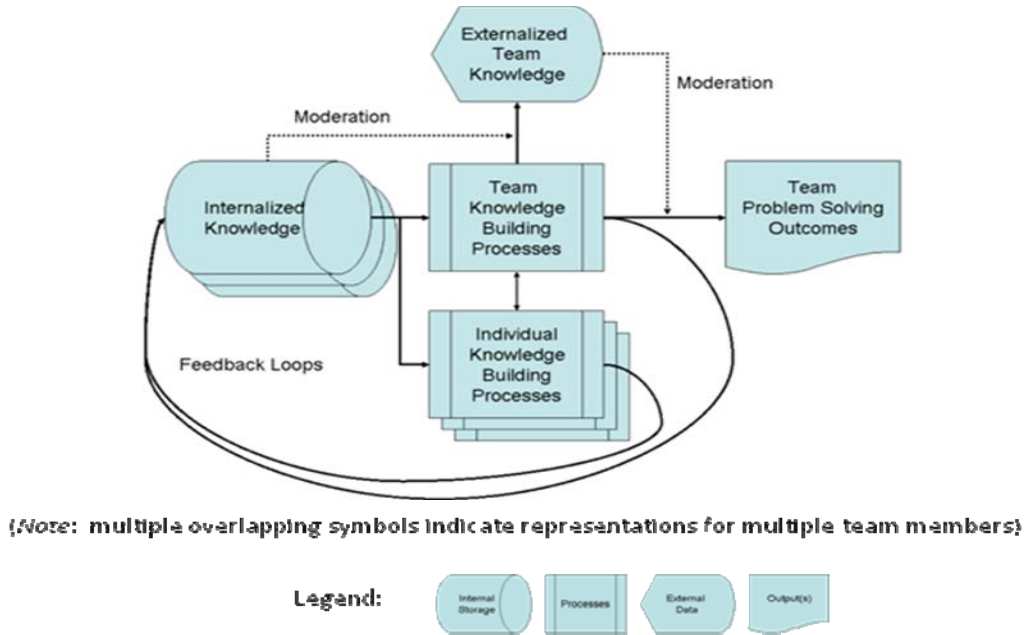 Externalized
Team
Knowledge
Moderation
Moderation
Internalized
Knowledge
Team
Knowledge
Building
Processes
Team
Problem Solving
Outcomes
Individual
Knowledge
Building
Processes
Feedback Loops
(Note: multiple overlapping symbols indicate representations for multiple team members)
Legend:
Internal
Storage
Processes
External
Data
Output(s)